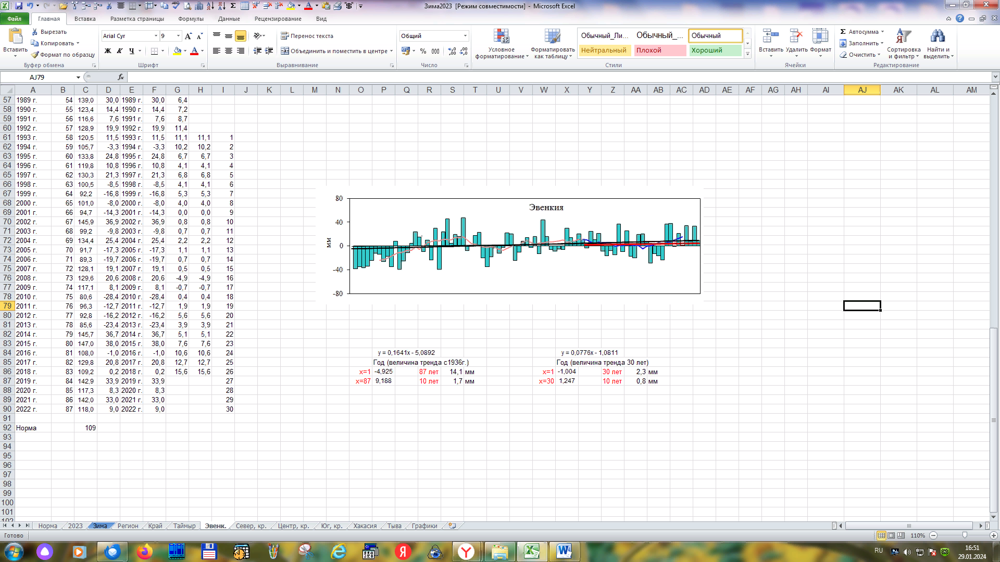 Зима2023 [Режим совместимости] - Microsoft Excel
Файл Главная Вставка Разметка страницы Формулы Данные Рецензирование Вид
Вставить
Вырезать
Копировать
Формат по образцу
Буфер обмена
Arial Cyr 9
Ж К Ч
Шрифт
Перенос текста
Объединить и поместить в центре
Выравнивание
Общий
% 000
Число
Условное форматирование
Форматировать как таблицу
Обычный_Ли... Обычный_... Обычный
Нейтральный Плохой Хороший
Стили
Вставить Удалить Формат
Ячейки
Σ Автосумма
Заполнить
Очистить
Сортировка и фильтр
Найти и выделить
Редактирование
AJ79 fx
A B C D E F G H I J K L M N O P Q R S T U V W X Y Z AA AB AC AD AE AF AG AH AI AJ AK AL AM
57 1989 г. 54 139,0 30,0 1989 г. 30,0 6,4
58 1990 г. 55 123,4 14,4 1990 г. 14,4 7,2
59 1991 г. 56 116,6 7,6 1991 г. 7,6 8,7
60 1992 г. 57 128,9 19,9 1992 г. 19,9 11,4
61 1993 г. 58 120,5 11,5 1993 г. 11,5 11,1 11,1 1
62 1994 г. 59 105,7 -3,3 1994 г. -3,3 10,2 10,2 2
63 1995 г. 60 133,8 24,8 1995 г. 24,8 6,7 6,7 3
64 1996 г. 61 119,8 10,8 1996 г. 10,8 4,1 4,1 4
65 1997 г. 62 130,3 21,3 1997 г. 21,3 6,8 6,8 5
66 1998 г. 63 100,5 -8,5 1998 г. -8,5 4,1 4,1 6
67 1999 г. 64 92,2 -16,8 1999 г. -16,8 5,3 5,3 7
68 2000 г. 65 101,0 -8,0 2000 г. -8,0 4,0 4,0 8
69 2001 г. 66 94,7 -14,3 2001 г. -14,3 0,0 0,0 9
70 2002 г. 67 145,9 36,9 2002 г. 36,9 0,8 0,8 10
71 2003 г. 68 99,2 -9,8 2003 г. -9,8 0,7 0,7 11
72 2004 г. 69 134,4 25,4 2004 г. 25,4 2,2 2,2 12
73 2005 г. 70 91,7 -17,3 2005 г. -17,3 1,1 1,1 13
74 2006 г. 71 89,3 -19,7 2006 г. -19,7 0,7 0,7 14
75 2007 г. 72 128,1 19,1 2007 г. 19,1 0,5 0,5 15
76 2008 г. 73 129,6 20,6 2008 г. 20,6 -4,9 -4,9 16
77 2009 г. 74 117,1 8,1 2009 г. 8,1 -0,7 -0,7 17
78 2010 г. 75 80,6 -28,4 2010 г. -28,4 0,4 0,4 18
79 2011 г. 76 96,3 -12,7 2011 г. -12,7 1,9 1,9 19
80 2012 г. 77 92,8 -16,2 2012 г. -16,2 5,6 5,6 20
81 2013 г. 78 85,6 -23,4 2013 г. -23,4 3,9 3,9 21
82 2014 г. 79 145,7 36,7 2014 г. 36,7 5,1 5,1 22
83 2015 г. 80 147,0 38,0 2015 г. 38,0 7,6 7,6 23
84 2016 г. 81 108,0 -1,0 2016 г. -1,0 10,6 10,6 24
85 2017 г. 82 129,8 20,8 2017 г. 20,8 12,7 12,7 25
86 2018 г. 83 109,2 0,2 2018 г. 0,2 15,6 15,6 26
87 2019 г. 84 142,9 33,9 2019 г. 33,9 27
88 2020 г. 85 117,3 8,3 2020 г. 8,3 28
89 2021 г. 86 142,0 33,0 2021 г. 33,0 29
90 2022 г. 87 118,0 9,0 2022 г. 9,0 30
91
92 Норма 109
93
94
95
96
97
98
99
100
101
102
Эвенкия
мм
80
40
0
-40
-80
y = 0,1641x - 5,0892
Год (величина тренда с1936г.)
x=1 -4,925 87 лет 14,1 мм
x=87 9,188 10 лет 1,7 мм
y = 0,0776x - 1,0811
Год (величина тренда 30 лет)
x=1 -1,004 30 лет 2,3 мм
x=30 1,247 10 лет 0,8 мм
Норма 2023 Зима Регион Край Таймыр Эвенк. Север, кр. Центр, кр. Юг, кр. Хакасия Тыва Графики
Готово 110%
RU 16:51
29.01.2024